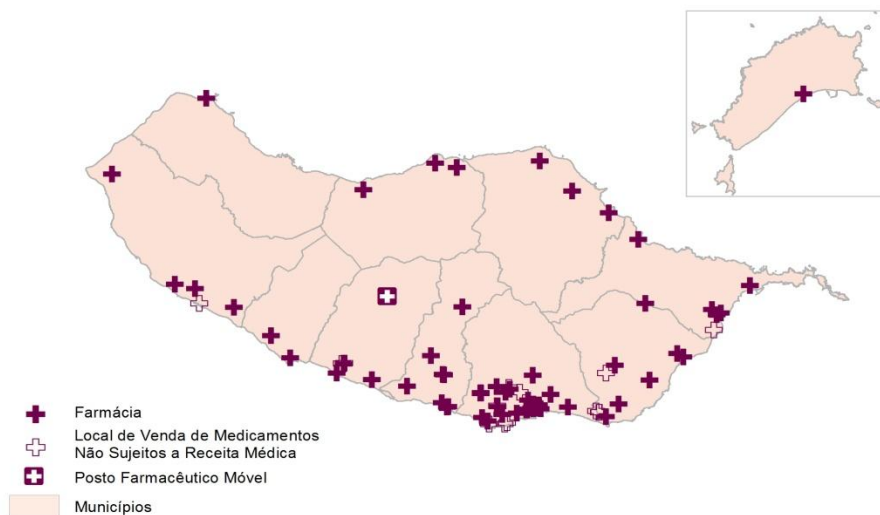 Farmácia
Local de Venda de Medicamentos
Não Sujeitos a Receita Médica
Posto Farmacêutico Móvel
Municípios